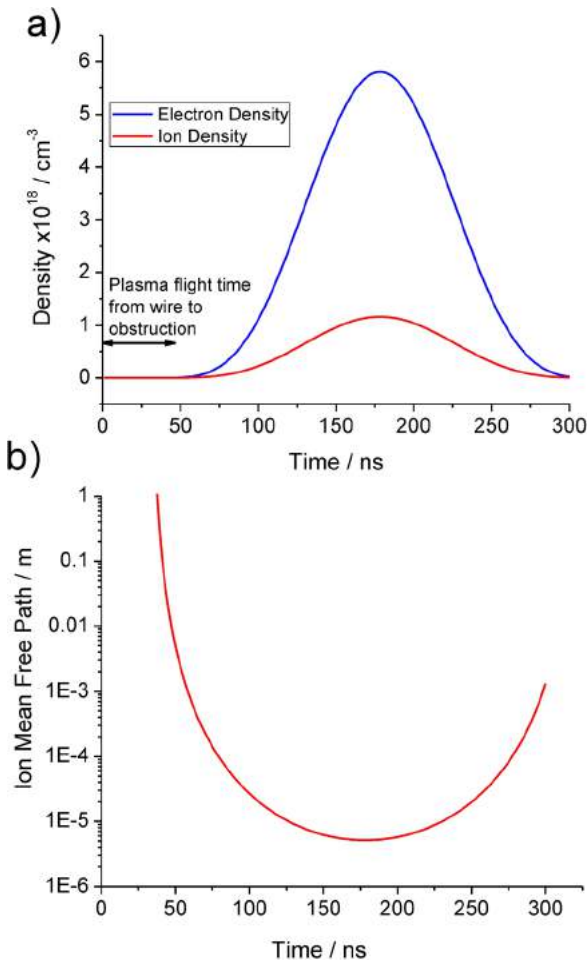 a)
Density x10¹⁸ / cm⁻³
6
5
4
3
2
1
0
Electron Density
Ion Density
Plasma flight time
from wire to
obstruction
0 50 100 150 200 250 300
Time / ns
b)
Ion Mean Free Path / m
1
0.1
0.01
1E-3
1E-4
1E-5
1E-6
0 50 100 150 200 250 300
Time / ns